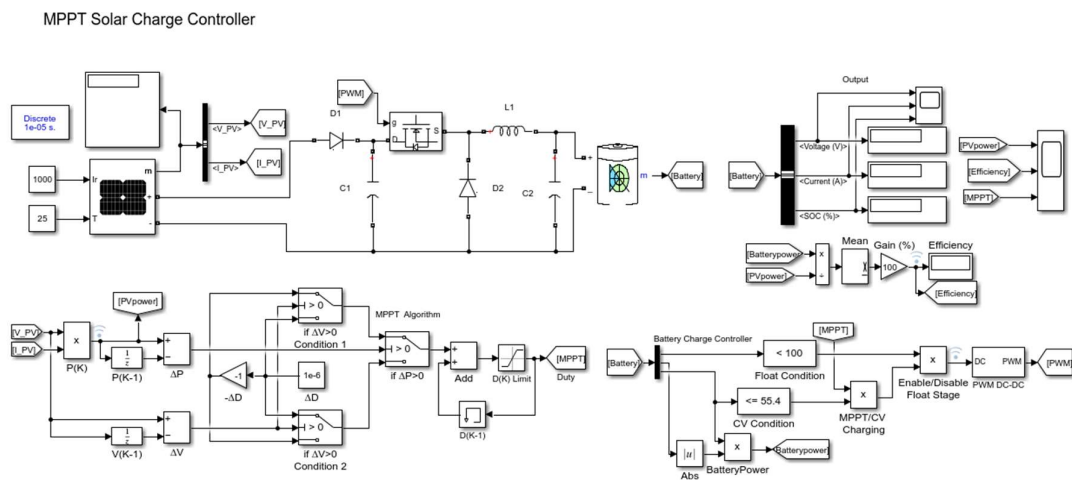 MPPT Solar Charge Controller
Discrete
1e-05 s.
1000
25
Ir
T
m
+
-
<V_PV>
<I_PV>
[V_PV]
[I_PV]
[PWM]
D1
C1
g
D
S
L1
D2
C2
+
_
m
[Battery]
Output
[Battery]
<Voltage (V)>
<Current (A)>
<SOC (%)>
[PVpower]
[Efficiency]
[MPPT]
[Batterypower]
[PVpower]
x
÷
Mean
Gain (%)
100
Efficiency
[Efficiency]
[V_PV]
[I_PV]
x
P(K)
[PVpower]
1
z
P(K-1)
+
−
ΔP
1
z
V(K-1)
+
−
ΔV
-1
-ΔD
1e-6
ΔD
> 0
if ΔV>0
Condition 1
> 0
if ΔV>0
Condition 2
MPPT Algorithm
> 0
if ΔP>0
+
+
Add
D(K) Limit
D(K-1)
[MPPT]
Duty
Battery Charge Controller
[Battery]
< 100
Float Condition
<= 55.4
CV Condition
|u|
Abs
x
BatteryPower
[Batterypower]
[MPPT]
x
MPPT/CV
Charging
x
Enable/Disable
Float Stage
DC
PWM
PWM DC-DC
[PWM]